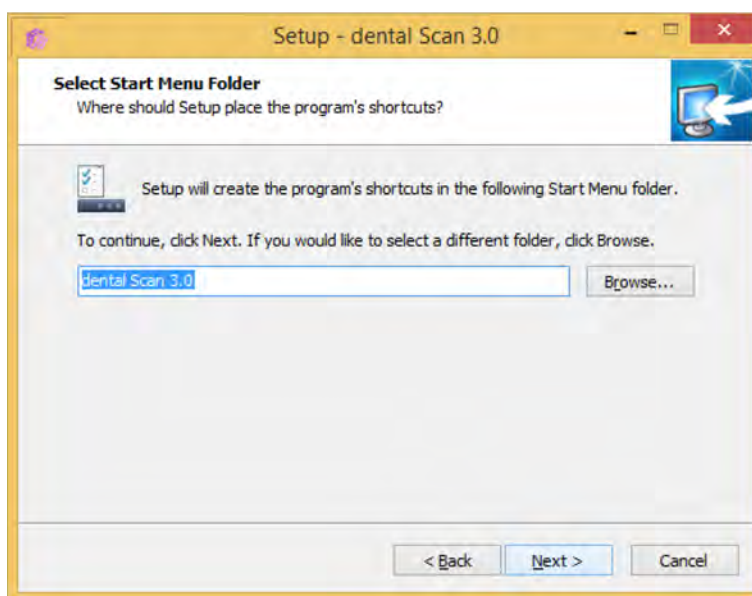 Setup - dental Scan 3.0
Select Start Menu Folder
Where should Setup place the program's shortcuts?
Setup will create the program's shortcuts in the following Start Menu folder.
To continue, click Next. If you would like to select a different folder, click Browse.
dental Scan 3.0
Browse...
< Back
Next >
Cancel